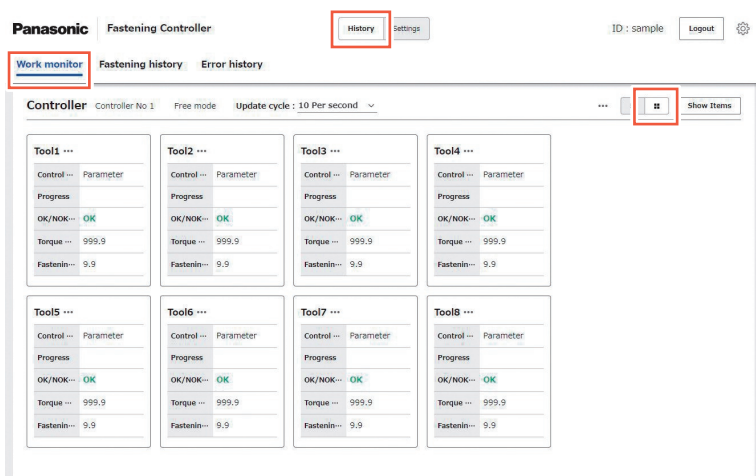 Panasonic Fastening Controller History Settings ID : sample Logout
Work monitor Fastening history Error history
Controller Controller No 1 Free mode Update cycle : 10 Per second ··· Show Items
Tool1 ··· Tool2 ··· Tool3 ··· Tool4 ···
Control ··· Parameter Control ··· Parameter Control ··· Parameter Control ··· Parameter
Progress Progress Progress Progress
OK/NOK··· OK OK/NOK··· OK OK/NOK··· OK OK/NOK··· OK
Torque ··· 999.9 Torque ··· 999.9 Torque ··· 999.9 Torque ··· 999.9
Fastenin··· 9.9 Fastenin··· 9.9 Fastenin··· 9.9 Fastenin··· 9.9
Tool5 ··· Tool6 ··· Tool7 ··· Tool8 ···
Control ··· Parameter Control ··· Parameter Control ··· Parameter Control ··· Parameter
Progress Progress Progress Progress
OK/NOK··· OK OK/NOK··· OK OK/NOK··· OK OK/NOK··· OK
Torque ··· 999.9 Torque ··· 999.9 Torque ··· 999.9 Torque ··· 999.9
Fastenin··· 9.9 Fastenin··· 9.9 Fastenin··· 9.9 Fastenin··· 9.9